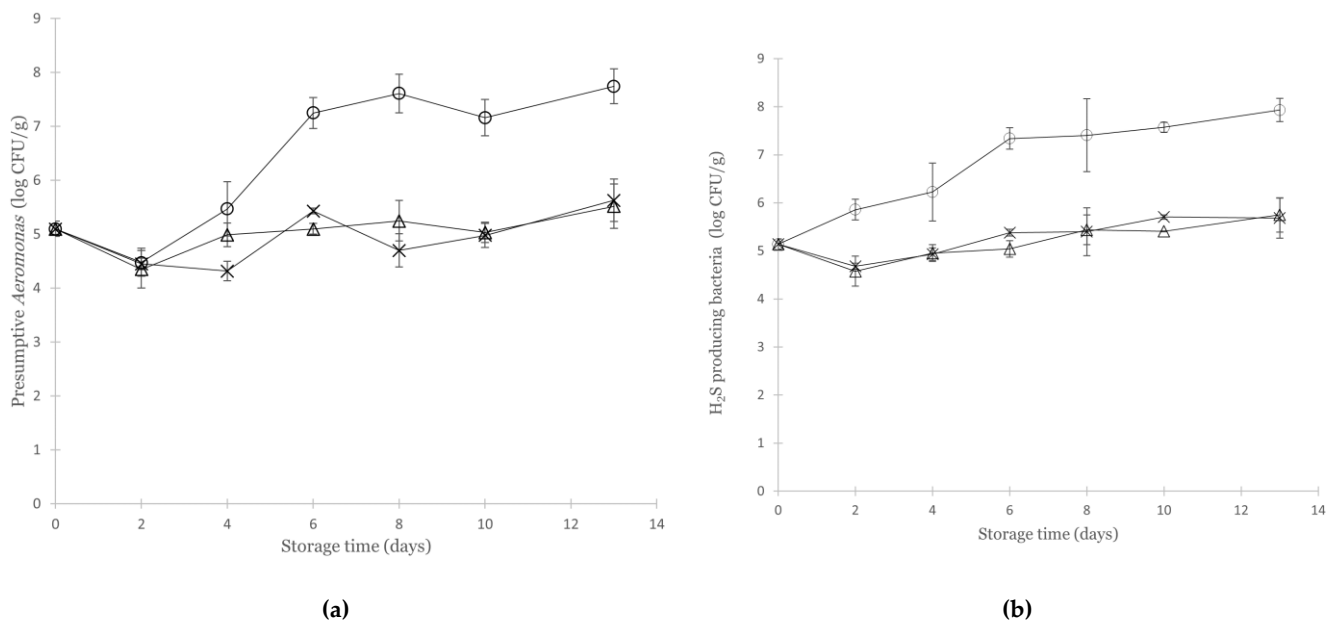 9
8
7
6
5
4
3
2
1
0
Presumptive Aeromonas (log CFU/g)
0 2 4 6 8 10 12 14
Storage time (days)
(a)
9
8
7
6
5
4
3
2
1
0
H₂S producing bacteria (log CFU/g)
0 2 4 6 8 10 12 14
Storage time (days)
(b)